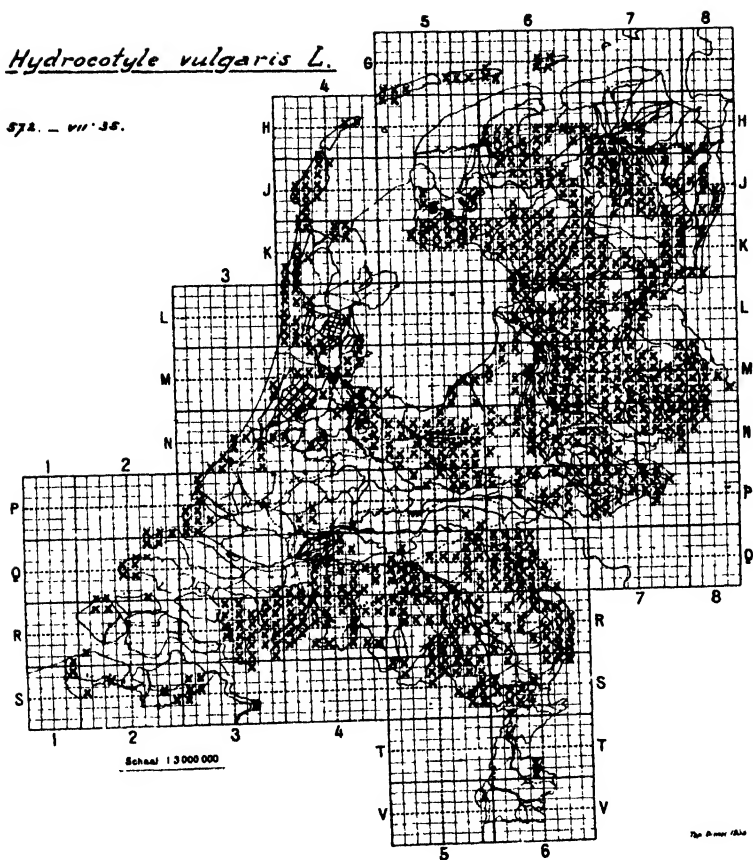 Hydrocotyle vulgaris L.
572. — VII·35.
5 6 7 8
G
4
H H
J J
K K
3
L L
M M
N N
1 2
P P
Q Q
7 8
R R
S S
1 2 3 4
T T
V V
5 6
Schaal 1 3 000 000